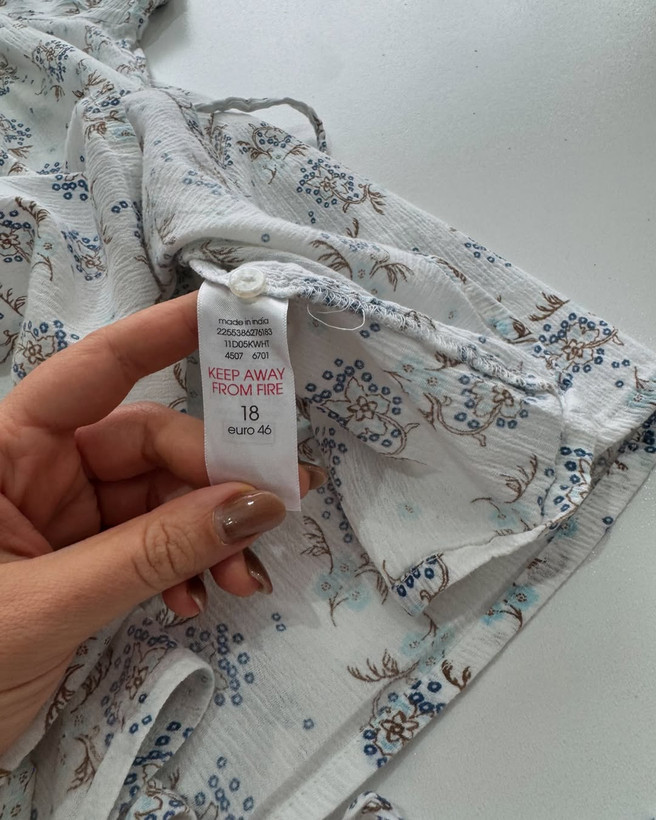 made in india
2255386276183
11D05KWH1
4507 6701
KEEP AWAY
FROM FIRE
18
euro 46